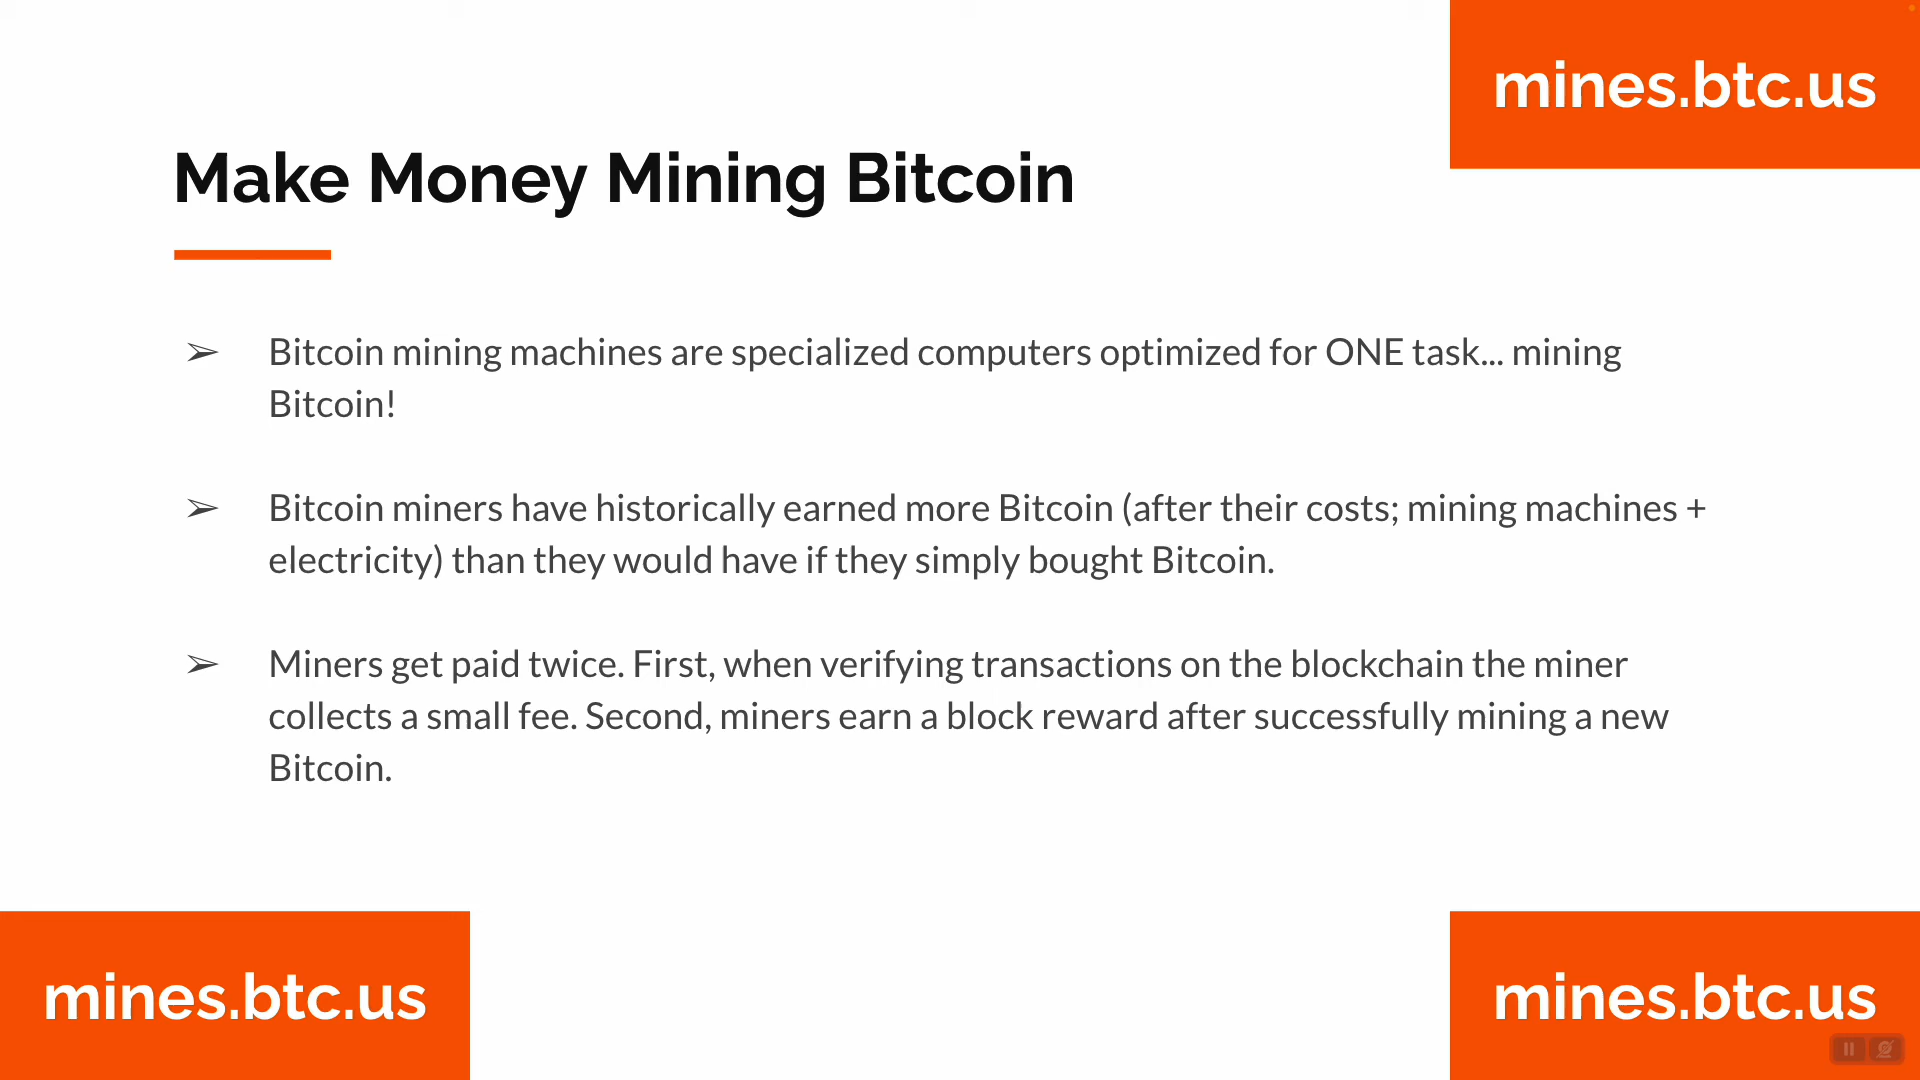 mines.btc.us
Make Money Mining Bitcoin
➢ Bitcoin mining machines are specialized computers optimized for ONE task... mining
Bitcoin!
➢ Bitcoin miners have historically earned more Bitcoin (after their costs; mining machines +
electricity) than they would have if they simply bought Bitcoin.
➢ Miners get paid twice. First, when verifying transactions on the blockchain the miner
collects a small fee. Second, miners earn a block reward after successfully mining a new
Bitcoin.
mines.btc.us
mines.btc.us